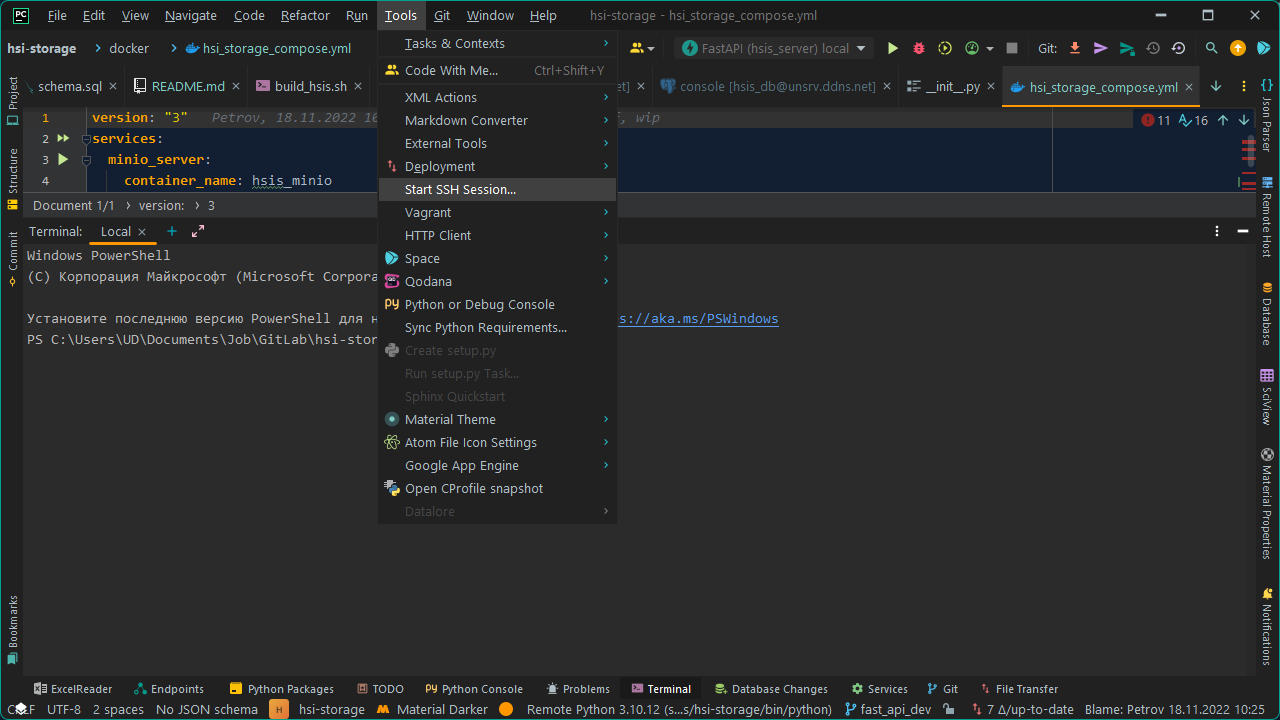 PC File Edit View Navigate Code Refactor Run Tools Git Window Help hsi-storage - hsi_storage_compose.yml
hsi-storage docker hsi_storage_compose.yml FastAPI (hsis_server) local Git:
schema.sql README.md build_hsis.sh et] console [hsis_db@unsrv.ddns.net] __init__.py hsi_storage_compose.yml
1 version: "3" Petrov, 18.11.2022 10 , wip 11 16
2 services:
3 minio_server:
4 container_name: hsis_minio
Document 1/1 version: 3
Terminal: Local
Windows PowerShell
(C) Корпорация Майкрософт (Microsoft Corpora
Установите последнюю версию PowerShell для н s://aka.ms/PSWindows
PS C:\Users\UD\Documents\Job\GitLab\hsi-stor
Tasks & Contexts
Code With Me... Ctrl+Shift+Y
XML Actions
Markdown Converter
External Tools
Deployment
Start SSH Session...
Vagrant
HTTP Client
Space
Qodana
Python or Debug Console
Sync Python Requirements...
Create setup.py
Run setup.py Task...
Sphinx Quickstart
Material Theme
Atom File Icon Settings
Google App Engine
Open CProfile snapshot
Datalore
Project
Structure
Commit
Bookmarks
Json Parser
Remote Host
Database
SciView
Material Properties
Notifications
ExcelReader Endpoints Python Packages TODO Python Console Problems Terminal Database Changes Services Git File Transfer
UTF-8 2 spaces No JSON schema H hsi-storage Material Darker Remote Python 3.10.12 (s...s/hsi-storage/bin/python) fast_api_dev 7 Δ/up-to-date Blame: Petrov 18.11.2022 10:25